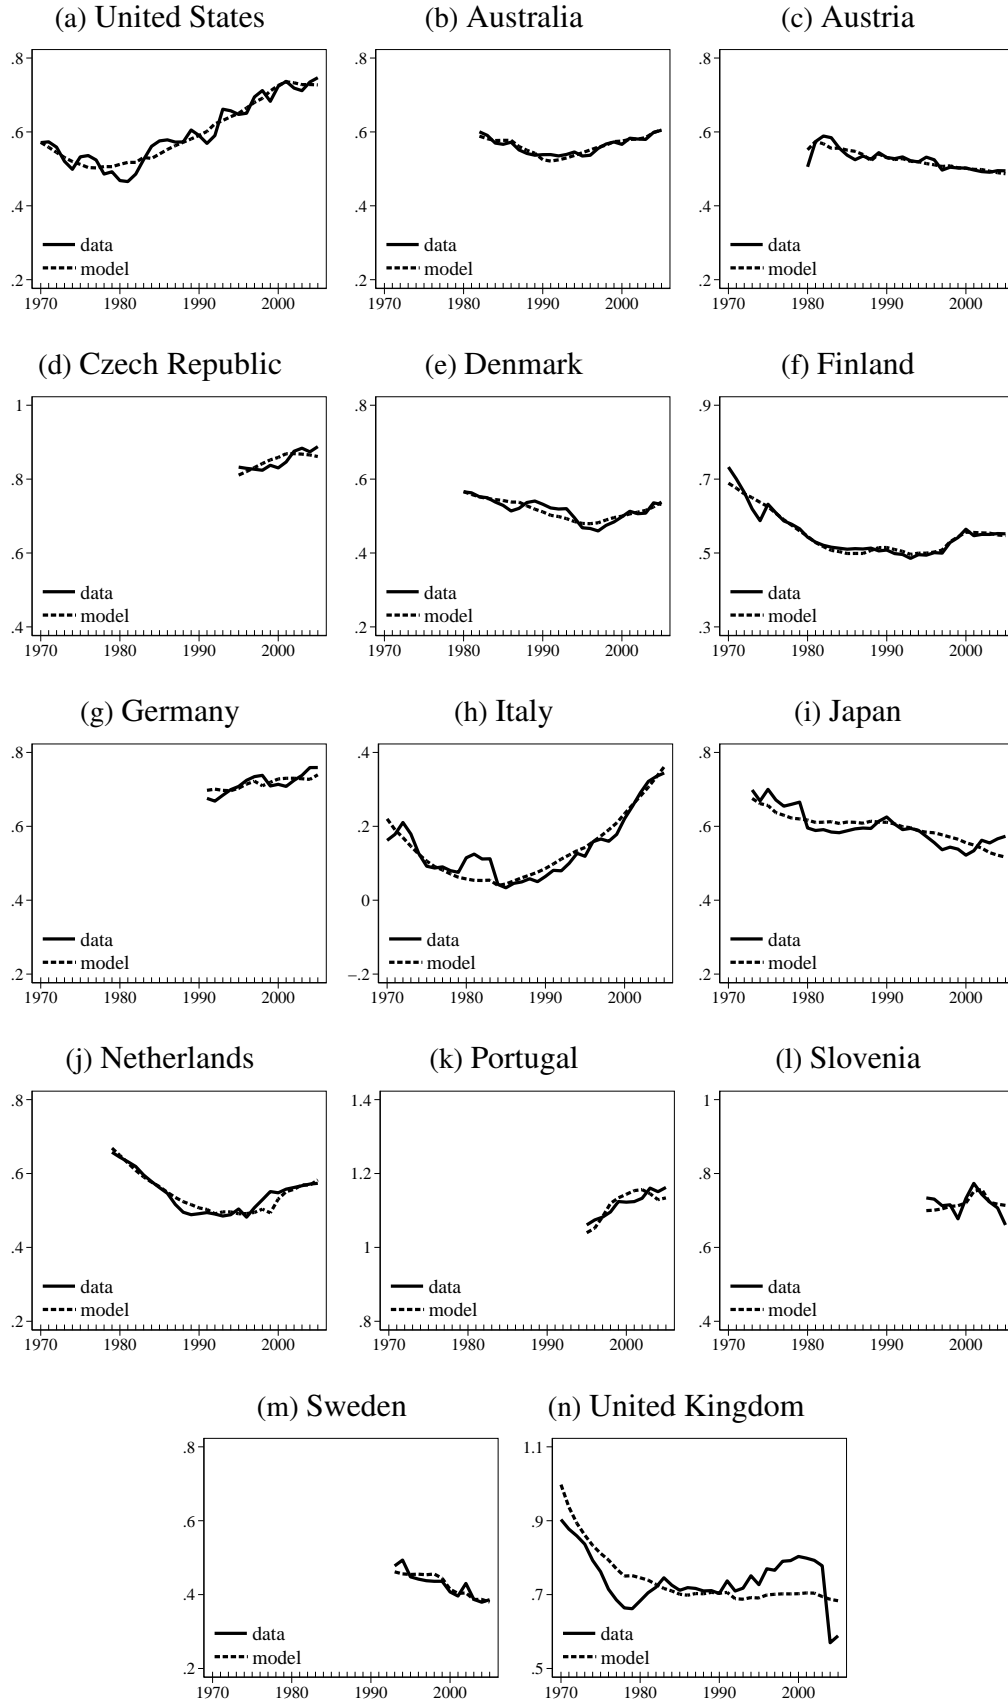 (a) United States
(b) Australia
(c) Austria
.8
.6
.4
.2
data
model
1970 1980 1990 2000
.8
.6
.4
.2
data
model
1970 1980 1990 2000
.8
.6
.4
.2
data
model
1970 1980 1990 2000
(d) Czech Republic
(e) Denmark
(f) Finland
1
.8
.6
.4
data
model
1970 1980 1990 2000
.8
.6
.4
.2
data
model
1970 1980 1990 2000
.9
.7
.5
.3
data
model
1970 1980 1990 2000
(g) Germany
(h) Italy
(i) Japan
.8
.6
.4
.2
data
model
1970 1980 1990 2000
.4
.2
0
−.2
data
model
1970 1980 1990 2000
.8
.6
.4
.2
data
model
1970 1980 1990 2000
(j) Netherlands
(k) Portugal
(l) Slovenia
.8
.6
.4
.2
data
model
1970 1980 1990 2000
1.4
1.2
1
.8
data
model
1970 1980 1990 2000
1
.8
.6
.4
data
model
1970 1980 1990 2000
(m) Sweden
(n) United Kingdom
.8
.6
.4
.2
data
model
1970 1980 1990 2000
1.1
.9
.7
.5
data
model
1970 1980 1990 2000